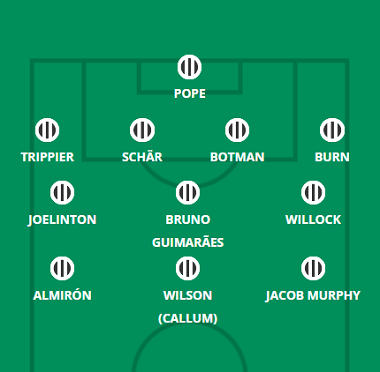 POPE
TRIPPIER SCHÄR BOTMAN BURN
JOELINTON BRUNO GUIMARÃES WILLOCK
ALMIRÓN WILSON (CALLUM) JACOB MURPHY